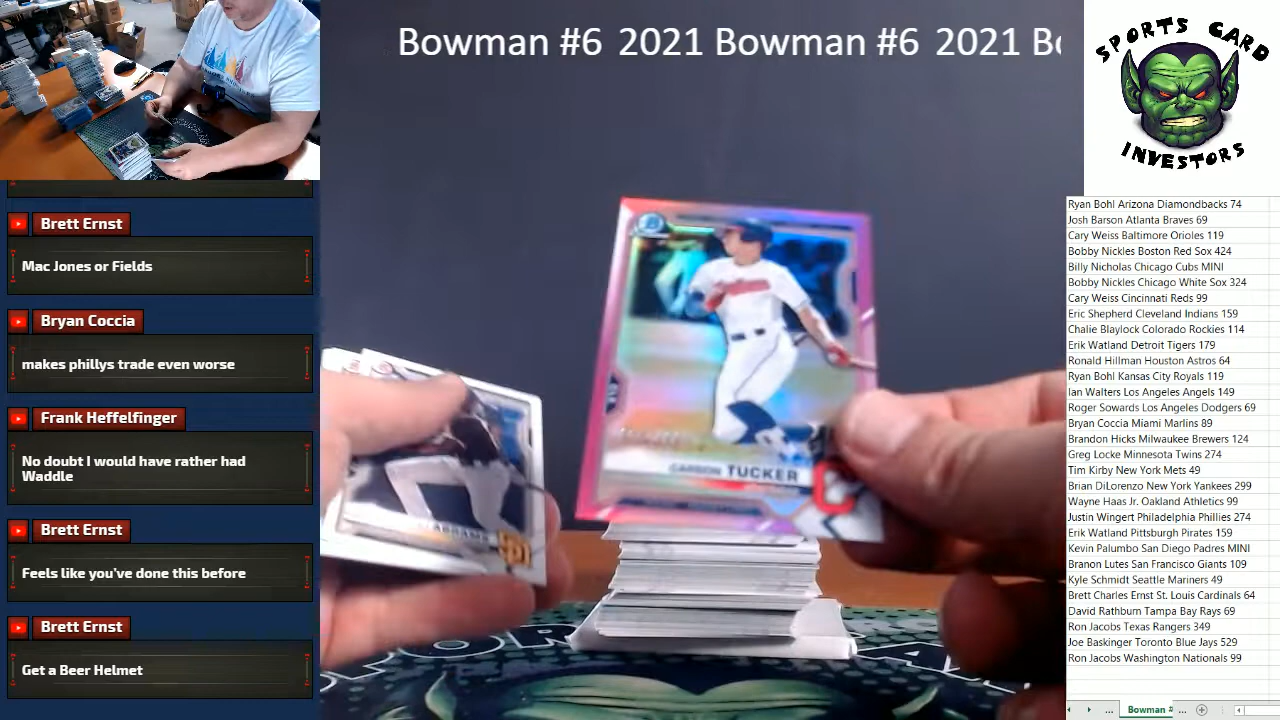 Bowman #6 2021 Bowman #6 2021 Bo
SPORTS CARD
INVESTORS
Brett Ernst
Mac Jones or Fields
Bryan Coccia
makes phillys trade even worse
Frank Heffelfinger
No doubt I would have rather had
Waddle
Brett Ernst
Feels like you've done this before
Brett Ernst
Get a Beer Helmet
CARSON TUCKER
C
SD
Ryan Bohl Arizona Diamondbacks 74
Josh Barson Atlanta Braves 69
Cary Weiss Baltimore Orioles 119
Bobby Nickles Boston Red Sox 424
Billy Nicholas Chicago Cubs MINI
Bobby Nickles Chicago White Sox 324
Cary Weiss Cincinnati Reds 99
Eric Shepherd Cleveland Indians 159
Chalie Blaylock Colorado Rockies 114
Erik Watland Detroit Tigers 179
Ronald Hillman Houston Astros 64
Ryan Bohl Kansas City Royals 119
Ian Walters Los Angeles Angels 149
Roger Sowards Los Angeles Dodgers 69
Bryan Coccia Miami Marlins 89
Brandon Hicks Milwaukee Brewers 124
Greg Locke Minnesota Twins 274
Tim Kirby New York Mets 49
Brian DiLorenzo New York Yankees 299
Wayne Haas Jr. Oakland Athletics 99
Justin Wingert Philadelphia Phillies 274
Erik Watland Pittsburgh Pirates 159
Kevin Palumbo San Diego Padres MINI
Branon Lutes San Francisco Giants 109
Kyle Schmidt Seattle Mariners 49
Brett Charles Ernst St. Louis Cardinals 64
David Rathburn Tampa Bay Rays 69
Ron Jacobs Texas Rangers 349
Joe Baskinger Toronto Blue Jays 529
Ron Jacobs Washington Nationals 99
... Bowman # ...